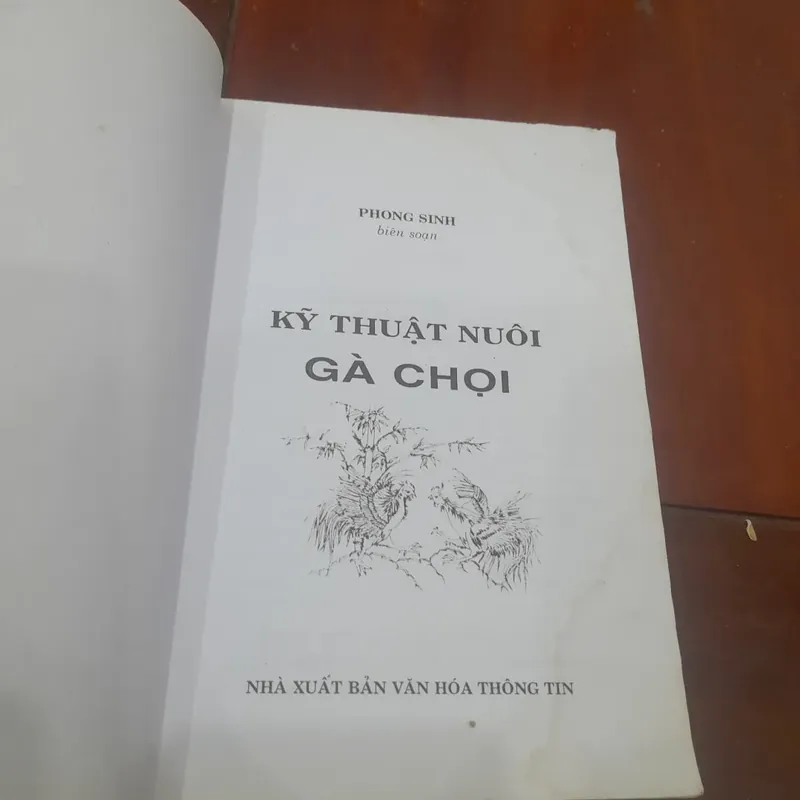 PHONG SINH
biên soạn
KỸ THUẬT NUÔI
GÀ CHỌI
NHÀ XUẤT BẢN VĂN HÓA THÔNG TIN